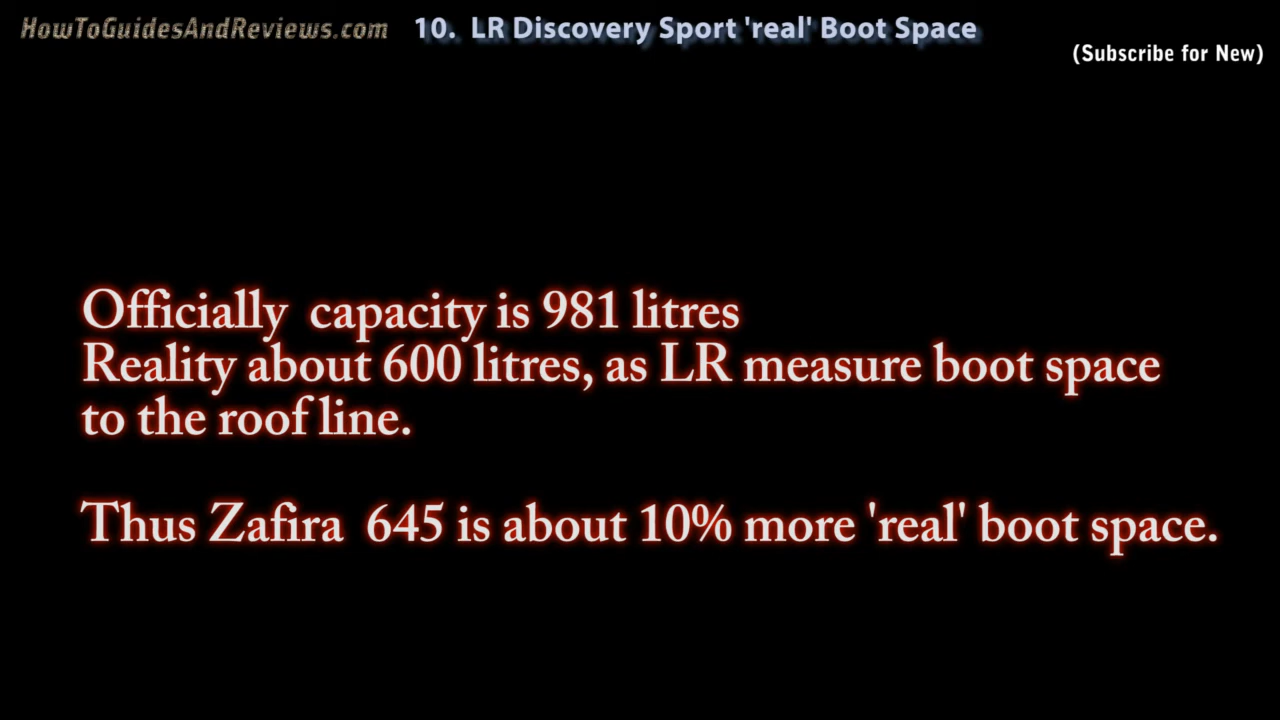 HowToGuidesAndReviews.com 10. LR Discovery Sport 'real' Boot Space
(Subscribe for New)
Officially capacity is 981 litres
Reality about 600 litres, as LR measure boot space
to the roof line.
Thus Zafira 645 is about 10% more 'real' boot space.